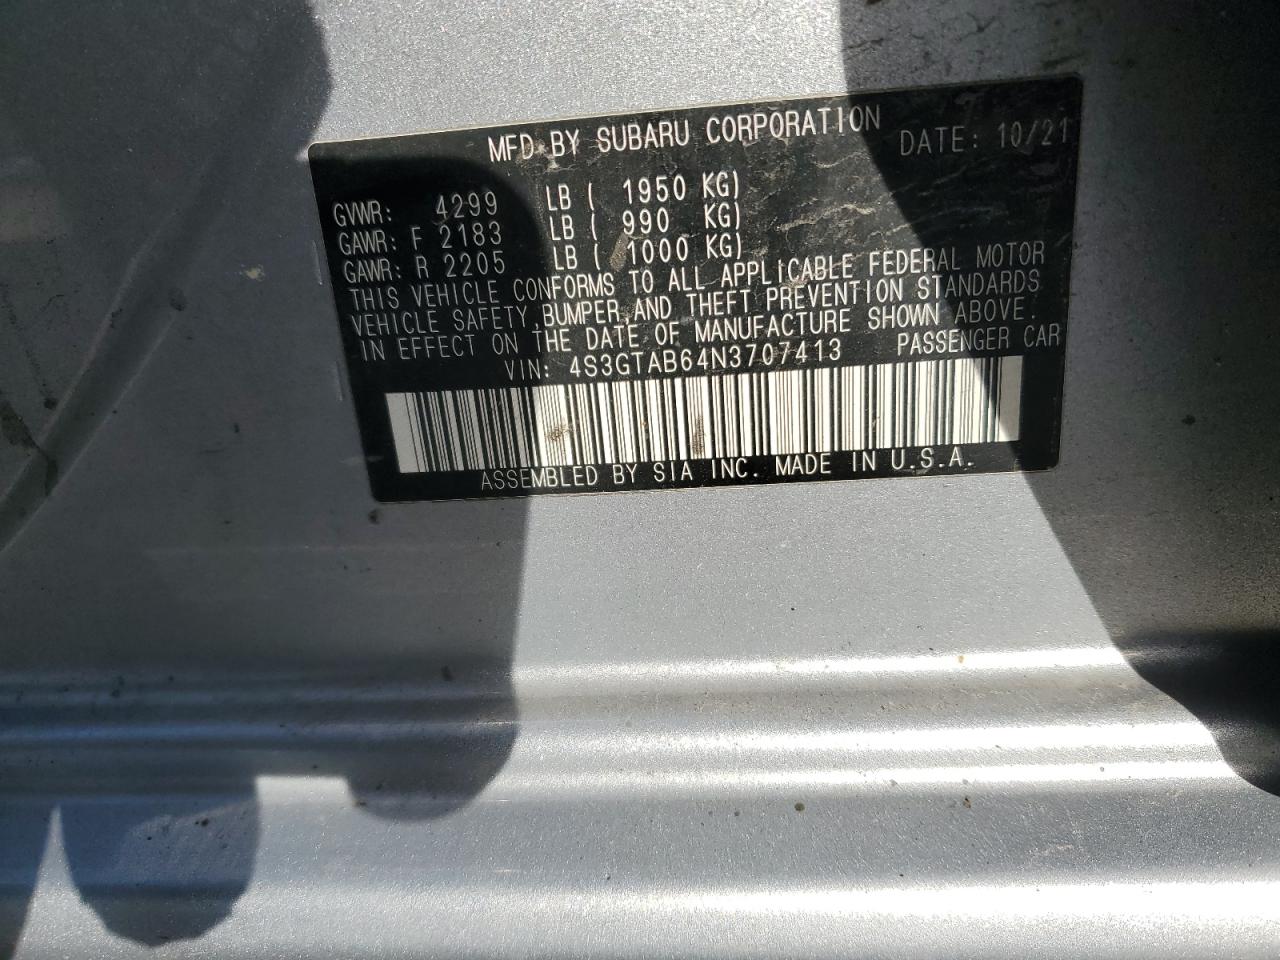 MFD BY SUBARU CORPORATION DATE: 10/21
GVWR: 4299 LB ( 1950 KG)
GAWR: F 2183 LB ( 990 KG)
GAWR: R 2205 LB ( 1000 KG)
THIS VEHICLE CONFORMS TO ALL APPLICABLE FEDERAL MOTOR
VEHICLE SAFETY,BUMPER,AND THEFT PREVENTION STANDARDS
IN EFFECT ON THE DATE OF MANUFACTURE SHOWN ABOVE.
VIN: 4S3GTAB64N3707413 PASSENGER CAR
ASSEMBLED BY SIA INC. MADE IN U.S.A.